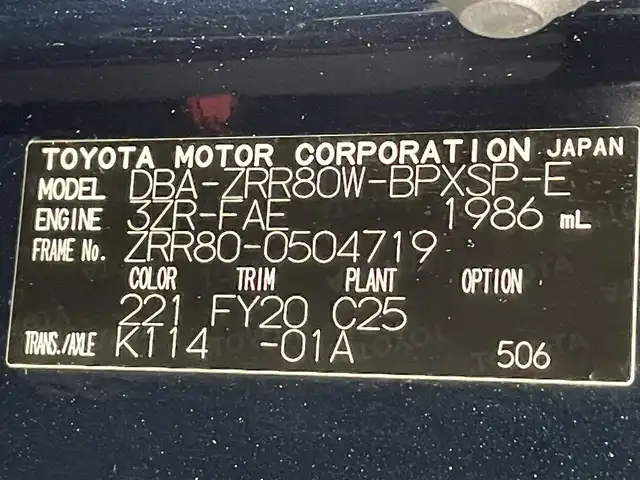 TOYOTA MOTOR CORPORATION JAPAN
MODEL DBA-ZRR80W-BPXSP-E
ENGINE 3ZR-FAE 1986 mL
FRAME No. ZRR80-0504719
COLOR TRIM PLANT OPTION
221 FY20 C25
TRANS./AXLE K114 -01A 506